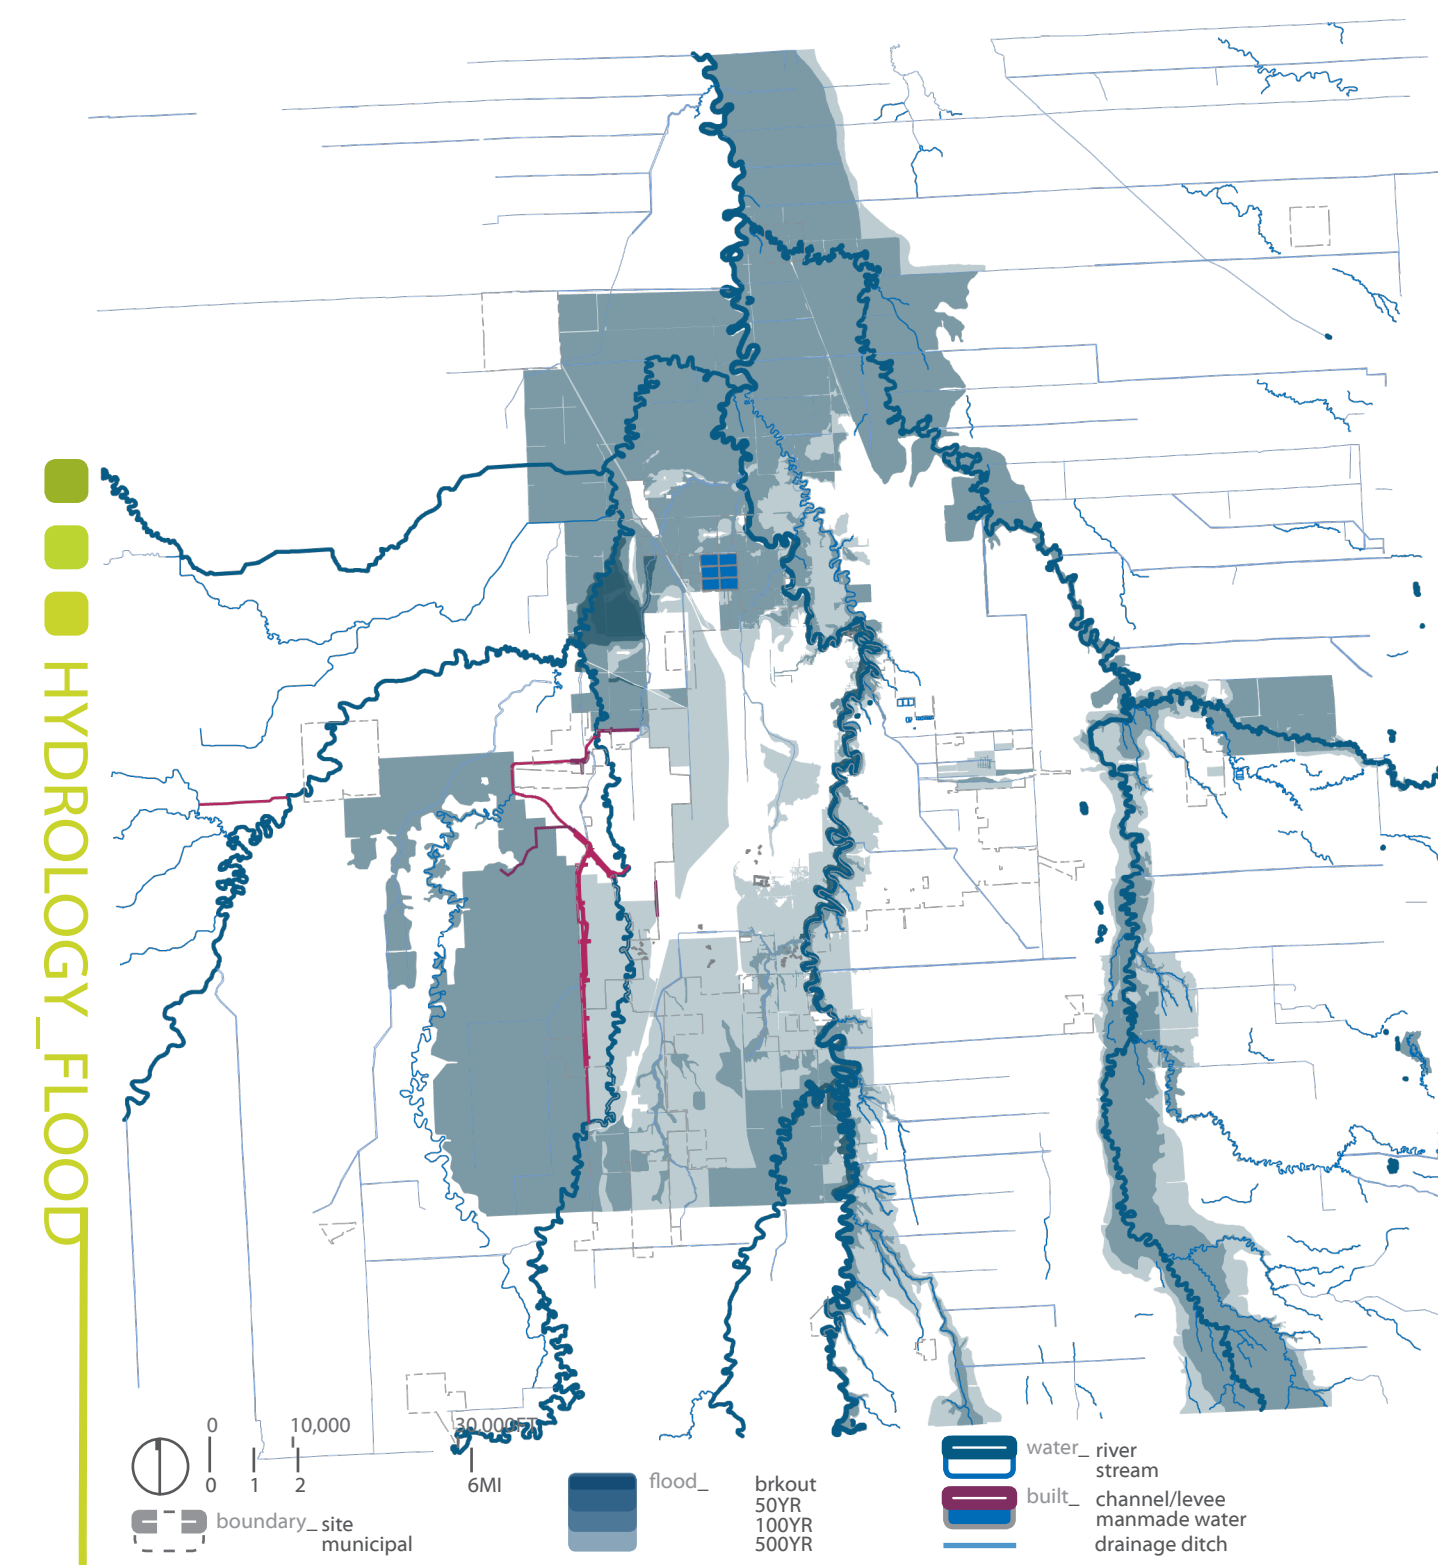 HYDROLOGY_FLOOD
0 10,000 30,000FT
0 1 2 6MI
boundary_ site
municipal
flood_ brkout
50YR
100YR
500YR
water_ river
stream
built_ channel/levee
manmade water
drainage ditch